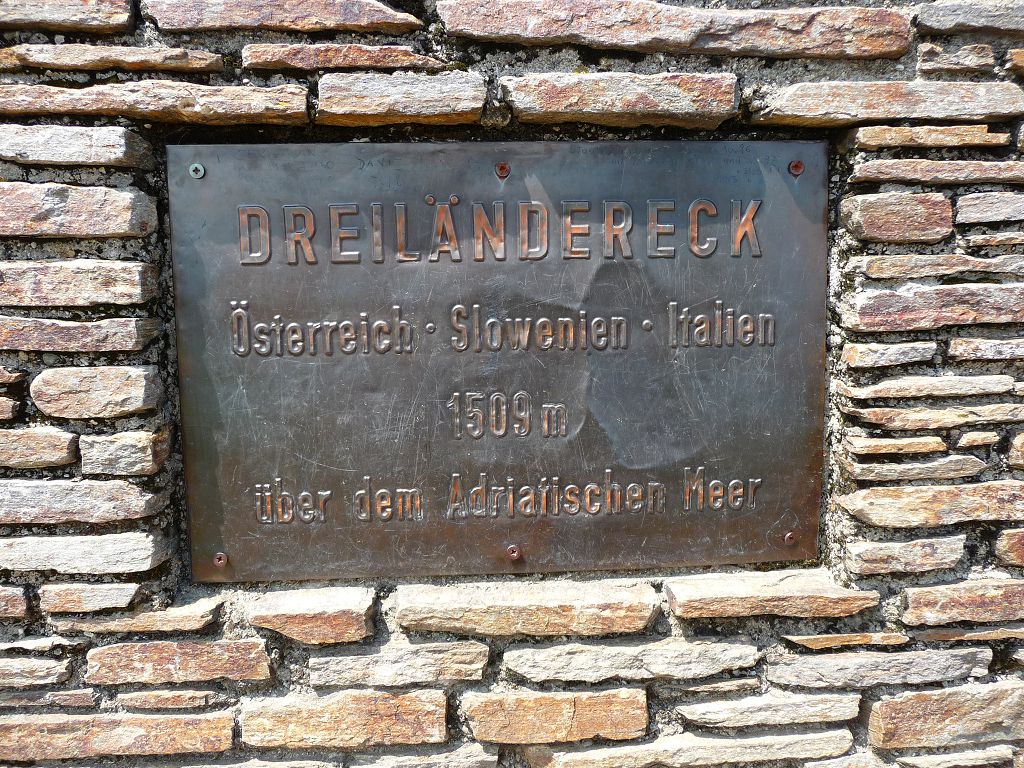 DREILÄNDERECK
Österreich · Slowenien · Italien
1509 m
über dem Adriatischen Meer